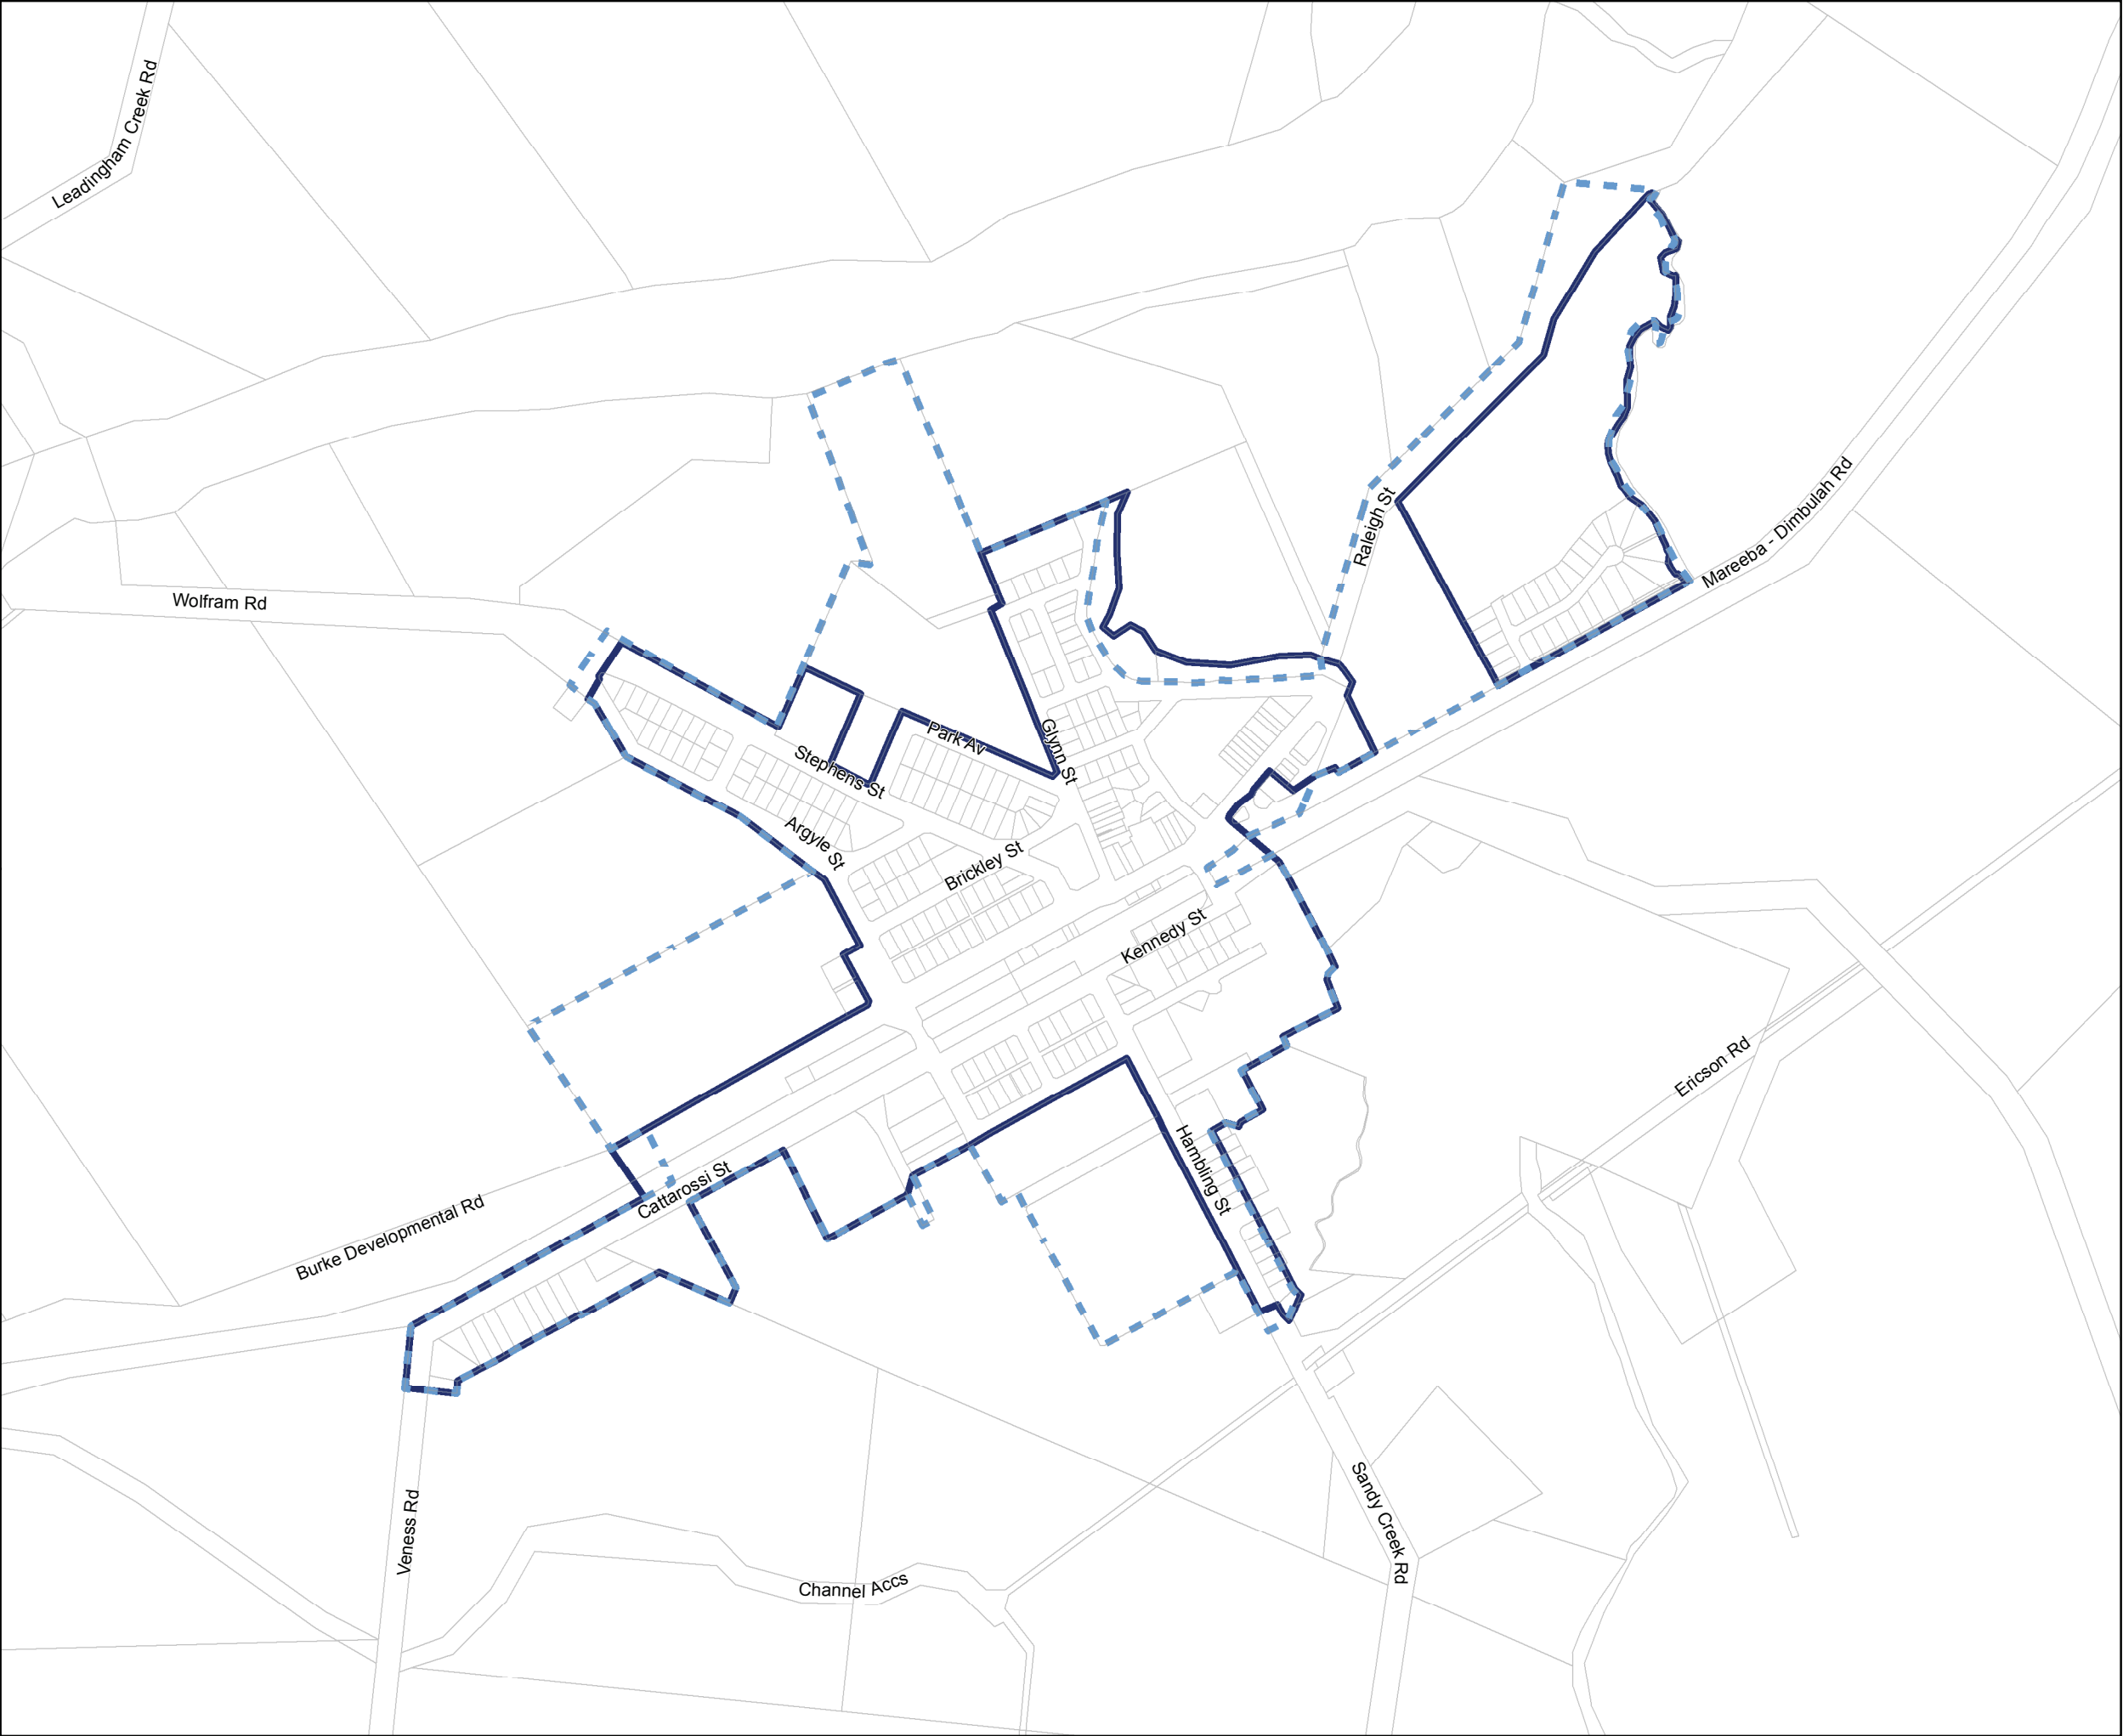 Leadingham Creek Rd
Wolfram Rd
Raleigh St
Mareeba - Dimbulah Rd
Park Av
Glynn St
Stephens St
Argyle St
Brickley St
Kennedy St
Ericson Rd
Hambling St
Cattarossi St
Burke Developmental Rd
Sandy Creek Rd
Veness Rd
Channel Accs